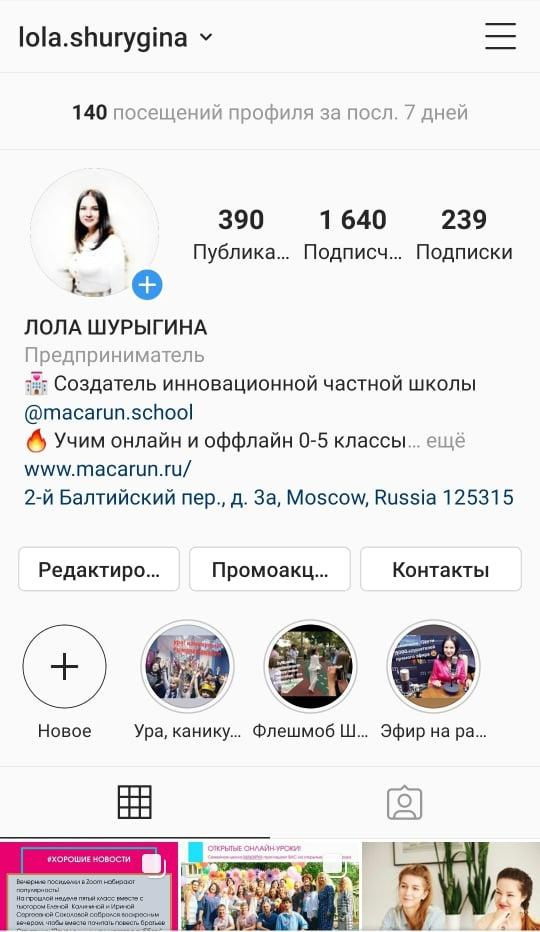 lola.shurygina
140 посещений профиля за посл. 7 дней
390 1 640 239
Публика... Подписч... Подписки
ЛОЛА ШУРЫГИНА
Предприниматель
🏩 Создатель инновационной частной школы
@macarun.school
🔥 Учим онлайн и оффлайн 0-5 классы... ещё
www.macarun.ru/
2-й Балтийский пер., д. 3а, Moscow, Russia 125315
Редактиро... Промоакц... Контакты
Новое Ура, канику... Флешмоб Ш... Эфир на ра...
#ХОРОШИЕ НОВОСТИ
Вечерние посиделки в Zoom набирают
популярность!
На прошлой неделе пятый класс вместе с
тьютором Еленой Калининой и Ириной
Сергеевной Соколовой собрался воскресным
вечером, чтобы вместе почитать повесть братьев
ОТКРЫТЫЕ ОНЛАЙН-УРОКИ!